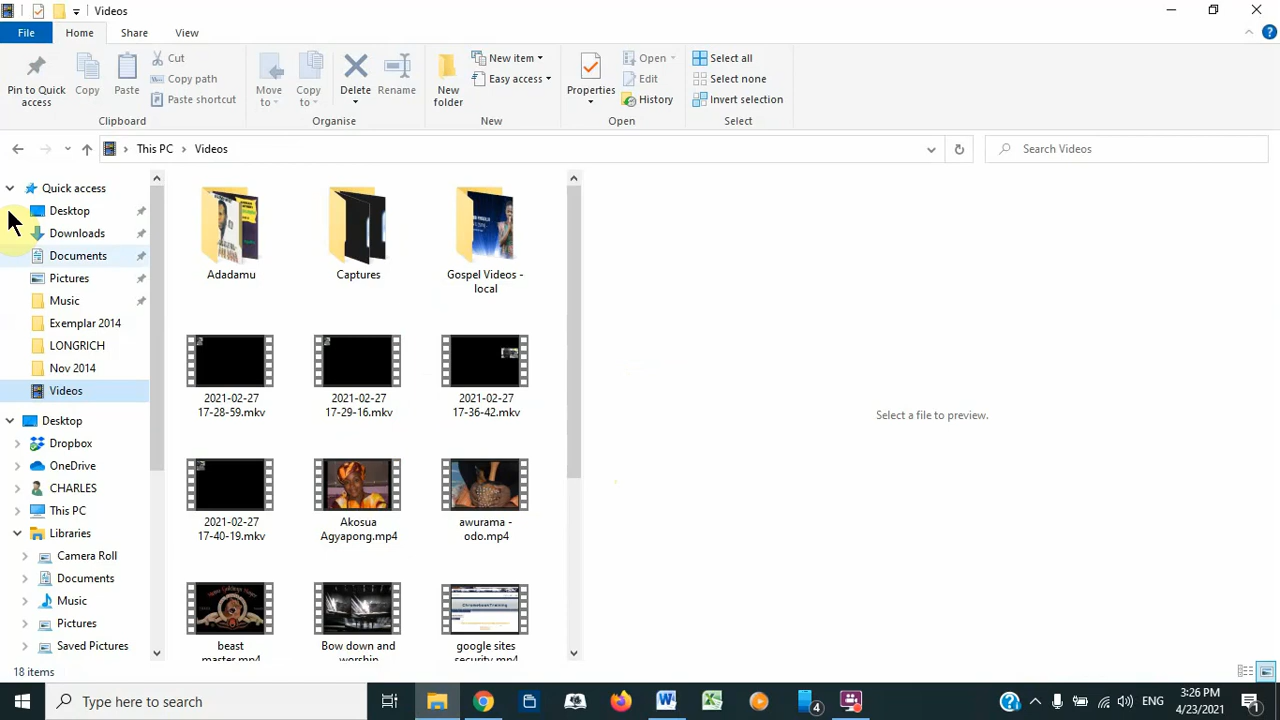 Videos
File Home Share View
Pin to Quick access
Copy
Paste
Cut
Copy path
Paste shortcut
Clipboard
Move to
Copy to
Delete
Rename
Organise
New folder
New item
Easy access
New
Properties
Open
Edit
History
Open
Select all
Select none
Invert selection
Select
This PC > Videos
Search Videos
Quick access
Desktop
Downloads
Documents
Pictures
Music
Exemplar 2014
LONGRICH
Nov 2014
Videos
Desktop
Dropbox
OneDrive
CHARLES
This PC
Libraries
Camera Roll
Documents
Music
Pictures
Saved Pictures
Adadamu
Captures
Gospel Videos -
local
2021-02-27
17-28-59.mkv
2021-02-27
17-29-16.mkv
2021-02-27
17-36-42.mkv
2021-02-27
17-40-19.mkv
Akosua
Agyapong.mp4
awurama -
odo.mp4
beast
master.mp4
Bow down and
worship
google sites
security.mp4
Select a file to preview.
18 items
Type here to search
4
ENG
3:26 PM
4/23/2021
1